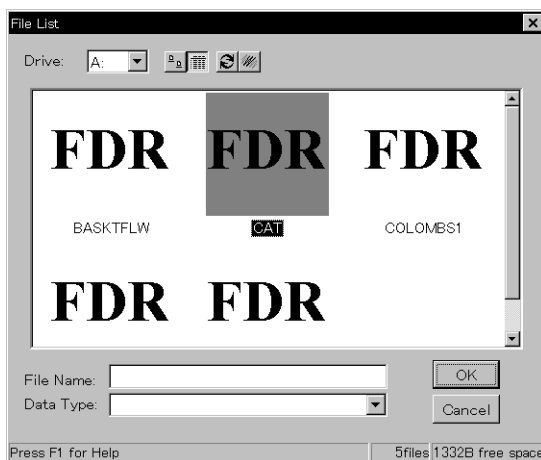 File List
Drive: A:
FDR FDR FDR
BASKTFLW CAT COLOMBS1
FDR FDR
File Name:
OK
Data Type:
Cancel
Press F1 for Help 5files 1332B free space